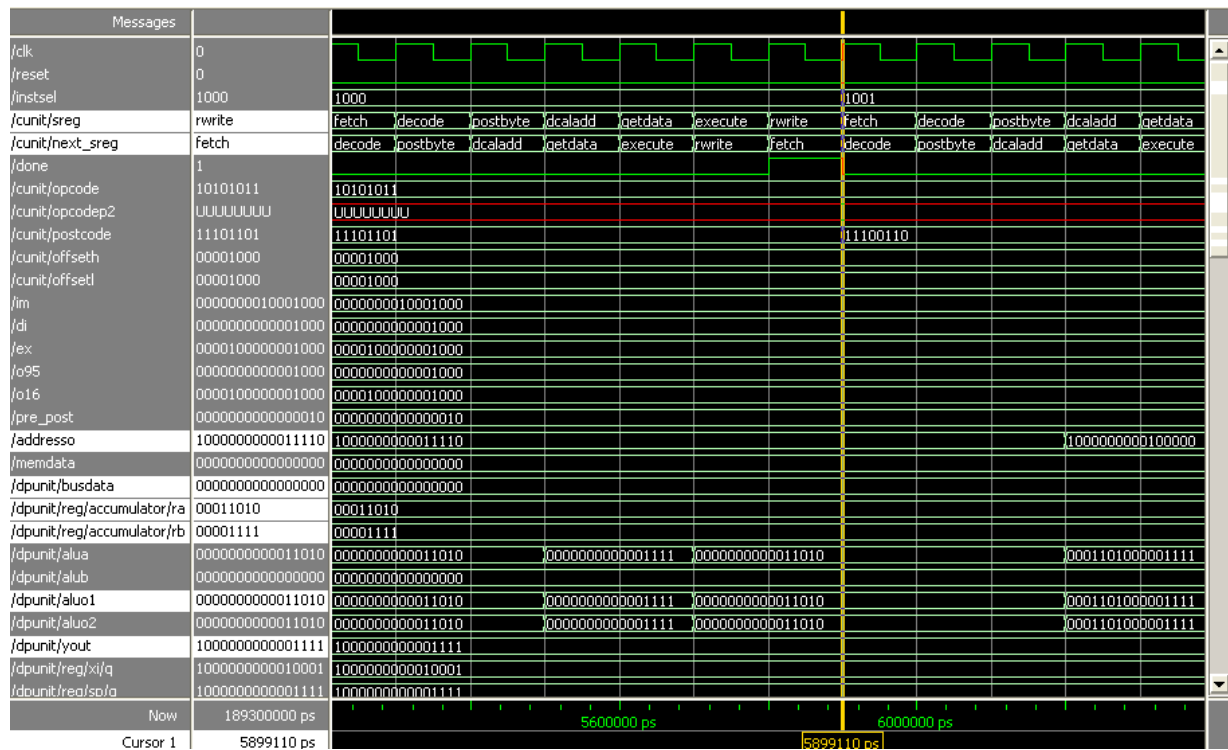 Messages
/clk 0
/reset 0
/instsel 1000 1000 1001
/cunit/sreg rwrite fetch decode postbyte dcaladd getdata execute rwrite fetch decode postbyte dcaladd getdata
/cunit/next_sreg fetch decode postbyte dcaladd getdata execute rwrite fetch decode postbyte dcaladd getdata execute
/done 1
/cunit/opcode 10101011 10101011
/cunit/opcodep2 UUUUUUUU UUUUUUUU
/cunit/postcode 11101101 11101101 11100110
/cunit/offseth 00001000 00001000
/cunit/offsetl 00001000 00001000
/im 0000000010001000 0000000010001000
/di 0000000000001000 0000000000001000
/ex 0000100000001000 0000100000001000
/o95 0000000000001000 0000000000001000
/o16 0000100000001000 0000100000001000
/pre_post 0000000000000010 0000000000000010
/addresso 1000000000011110 1000000000011110 1000000000100000
/memdata 0000000000000000 0000000000000000
/dpunit/busdata 0000000000000000 0000000000000000
/dpunit/reg/accumulator/ra 00011010 00011010
/dpunit/reg/accumulator/rb 00001111 00001111
/dpunit/alua 0000000000011010 0000000000011010 0000000000001111 0000000000011010 0001101000001111
/dpunit/alub 0000000000000000 0000000000000000
/dpunit/aluo1 0000000000011010 0000000000011010 0000000000001111 0000000000011010 0001101000001111
/dpunit/aluo2 0000000000011010 0000000000011010 0000000000001111 0000000000011010 0001101000001111
/dpunit/yout 1000000000001111 1000000000001111
/dpunit/reg/xi/q 1000000000010001 1000000000010001
/dpunit/reg/sp/q 1000000000001111 1000000000001111
Now 189300000 ps 5600000 ps 6000000 ps
Cursor 1 5899110 ps 5899110 ps